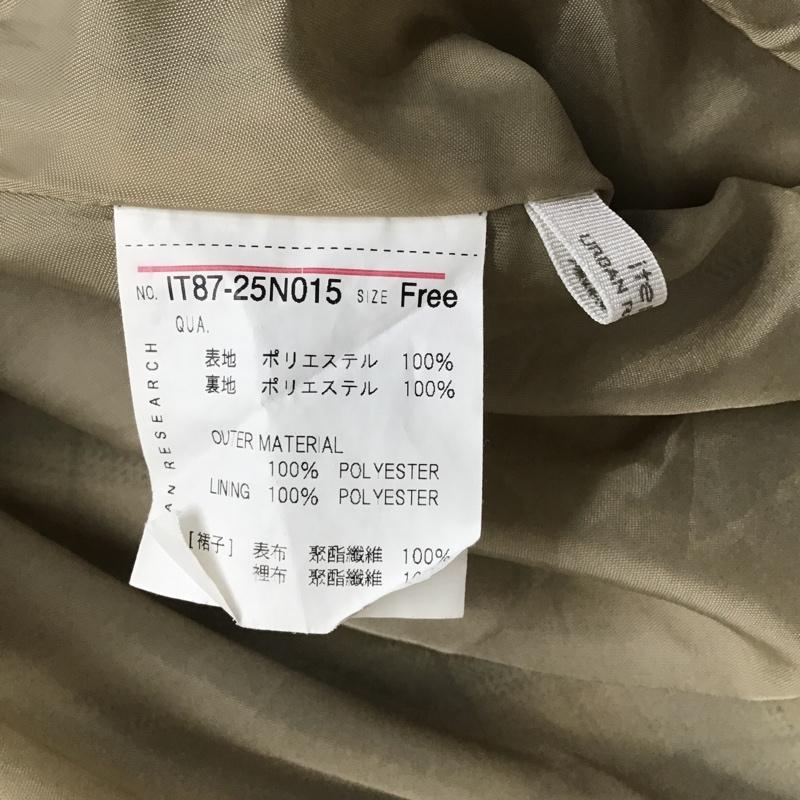 NO. IT87-25N015 SIZE Free
QUA.
表地 ポリエステル 100%
裏地 ポリエステル 100%
OUTER MATERIAL
100% POLYESTER
LINING 100% POLYESTER
[裙子] 表布 聚酯纖維 100%
裡布 聚酯纖維
AN RESEARCH
ite
URBAN R